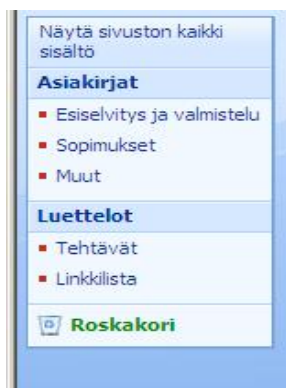 Näytä sivuston kaikki
sisältö
Asiakirjat
Esiselvitys ja valmistelu
Sopimukset
Muut
Luettelot
Tehtävät
Linkkilista
Roskakori